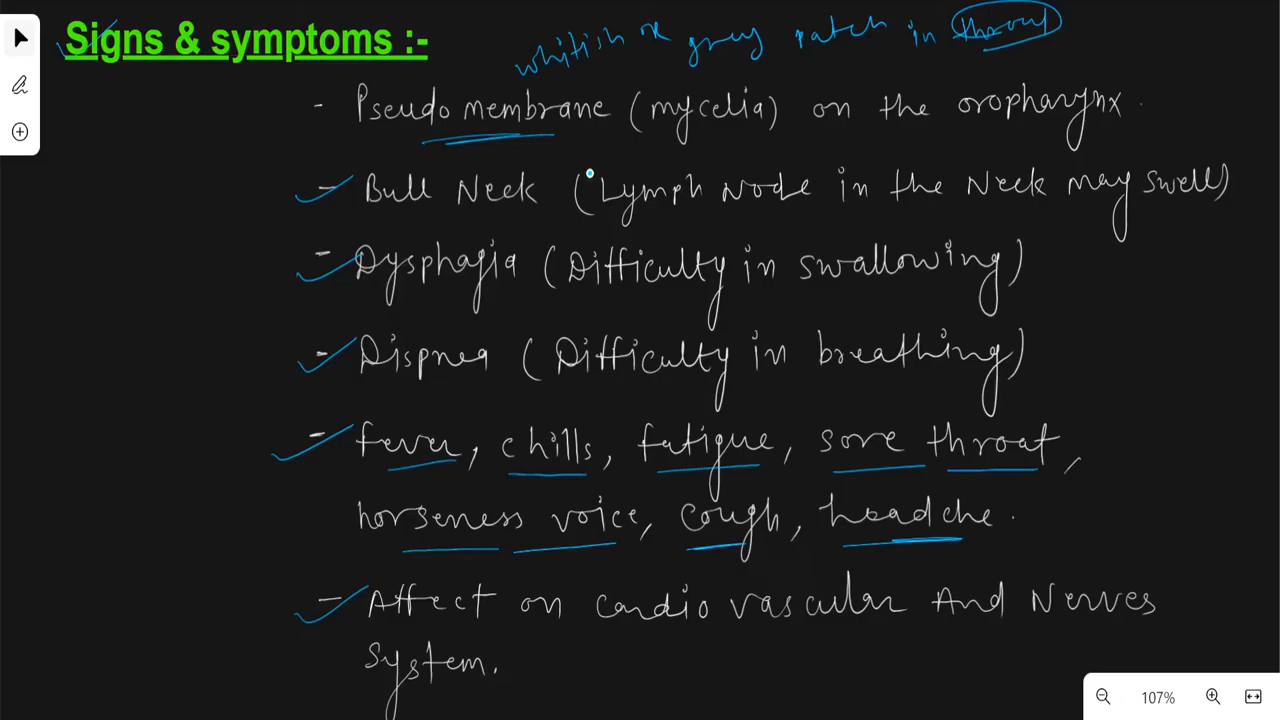 Signs & symptoms :-
whitish or grey patch in throat
- Pseudo membrane (mycelia) on the oropharynx.
- Bull Neck (Lymph Node in the Neck may swell)
- Dysphagia (Difficulty in swallowing)
- Dispnea (Difficulty in breathing)
- fever, chills, fatigue, sore throat,
horseness voice, cough, headche.
- Affect on cardio vascular And Nerves
system.
107%